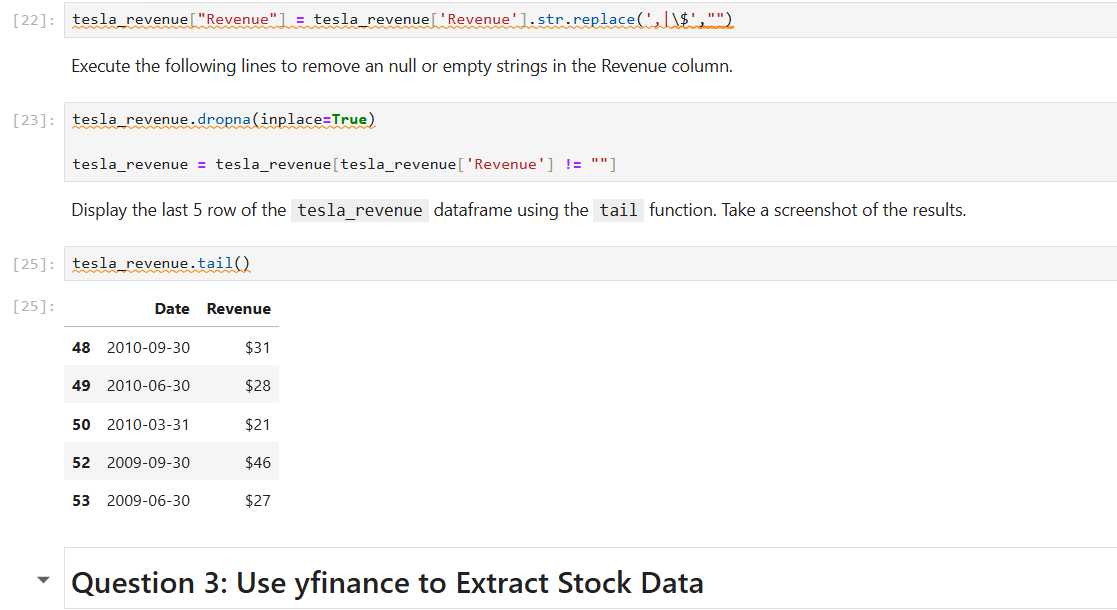 [22]: tesla_revenue["Revenue"] = tesla_revenue['Revenue'].str.replace(',|\$',"")
Execute the following lines to remove an null or empty strings in the Revenue column.
[23]: tesla_revenue.dropna(inplace=True)
tesla_revenue = tesla_revenue[tesla_revenue['Revenue'] != ""]
Display the last 5 row of the tesla_revenue dataframe using the tail function. Take a screenshot of the results.
[25]: tesla_revenue.tail()
[25]: Date Revenue
48 2010-09-30 $31
49 2010-06-30 $28
50 2010-03-31 $21
52 2009-09-30 $46
53 2009-06-30 $27
Question 3: Use yfinance to Extract Stock Data